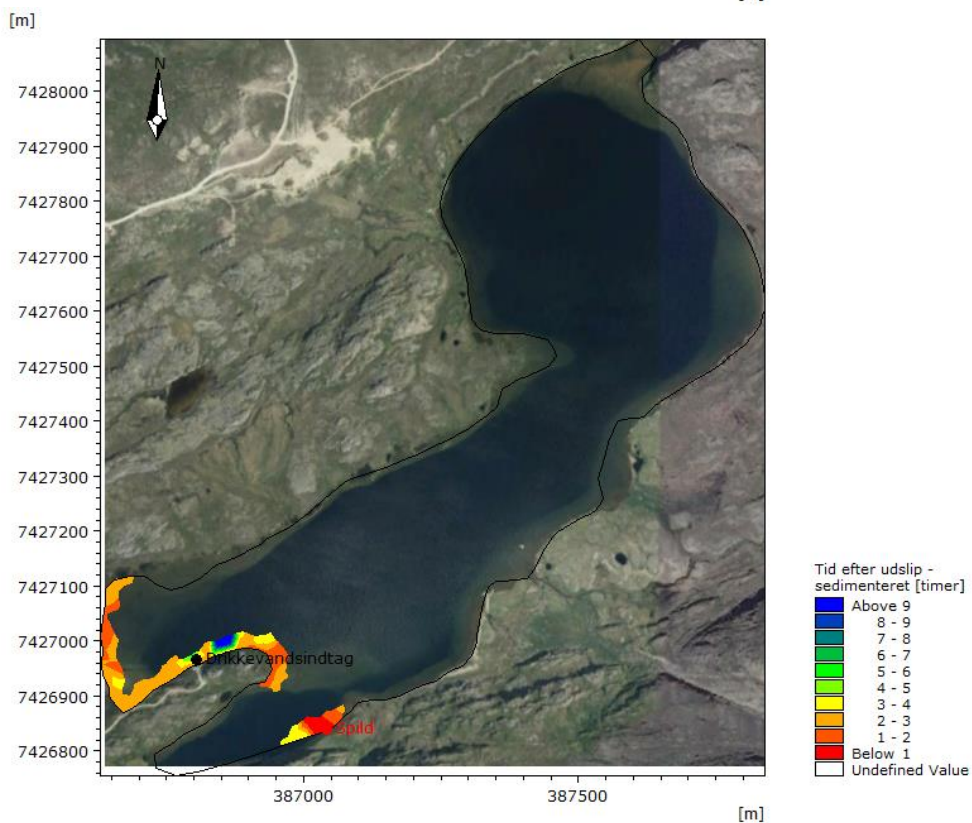 [m]
N
7428000
7427900
7427800
7427700
7427600
7427500
7427400
7427300
7427200
7427100
7427000
7426900
7426800
Drikkevandsindtag
Spild
387000
387500
[m]
Tid efter udslip -
sedimenteret [timer]
Above 9
8 - 9
7 - 8
6 - 7
5 - 6
4 - 5
3 - 4
2 - 3
1 - 2
Below 1
Undefined Value